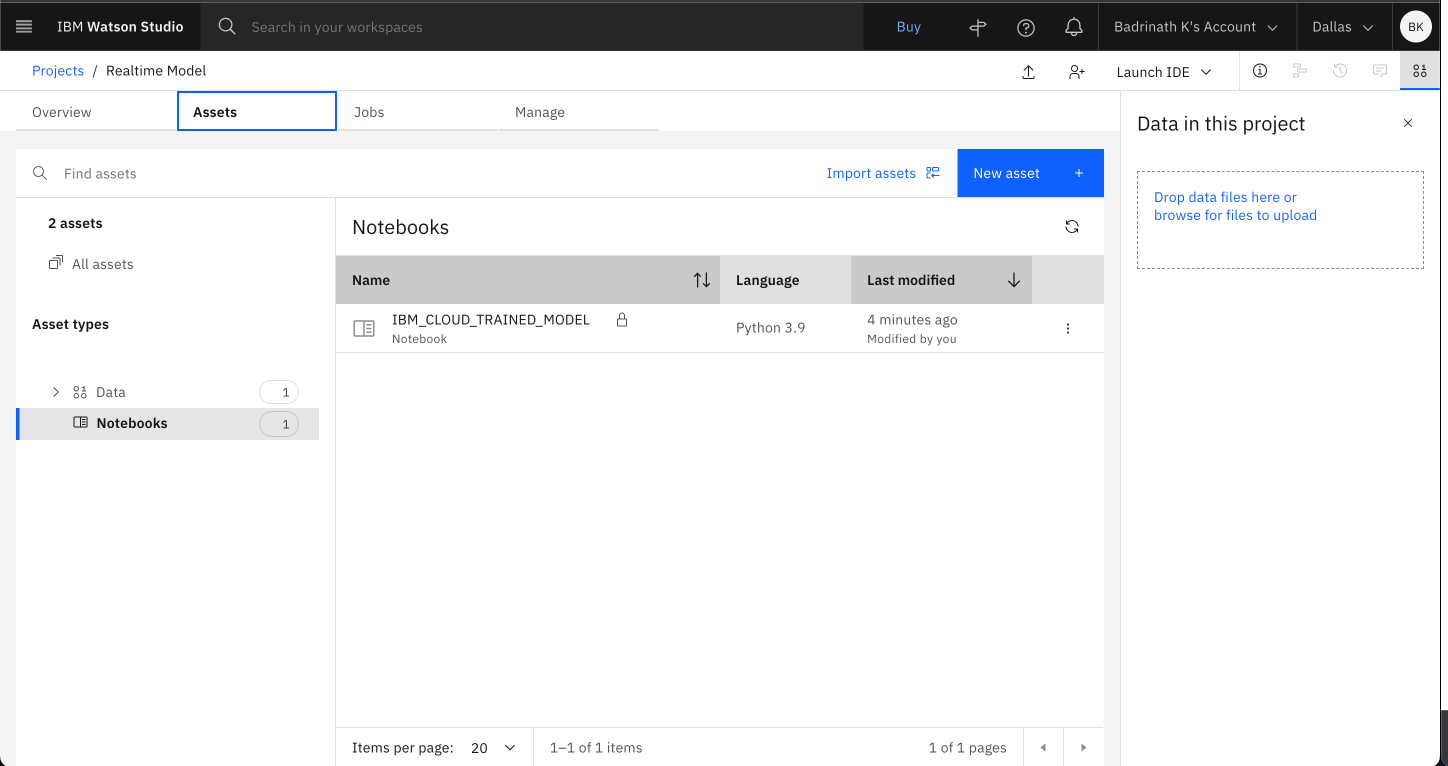 IBM Watson Studio
Search in your workspaces
Buy
Badrinath K's Account
Dallas
BK
Projects / Realtime Model
Launch IDE
Overview
Assets
Jobs
Manage
Find assets
Import assets
New asset +
2 assets
All assets
Asset types
Data 1
Notebooks 1
Notebooks
Name
Language
Last modified
IBM_CLOUD_TRAINED_MODEL
Notebook
Python 3.9
4 minutes ago
Modified by you
Items per page: 20
1–1 of 1 items
1 of 1 pages
Data in this project
Drop data files here or
browse for files to upload